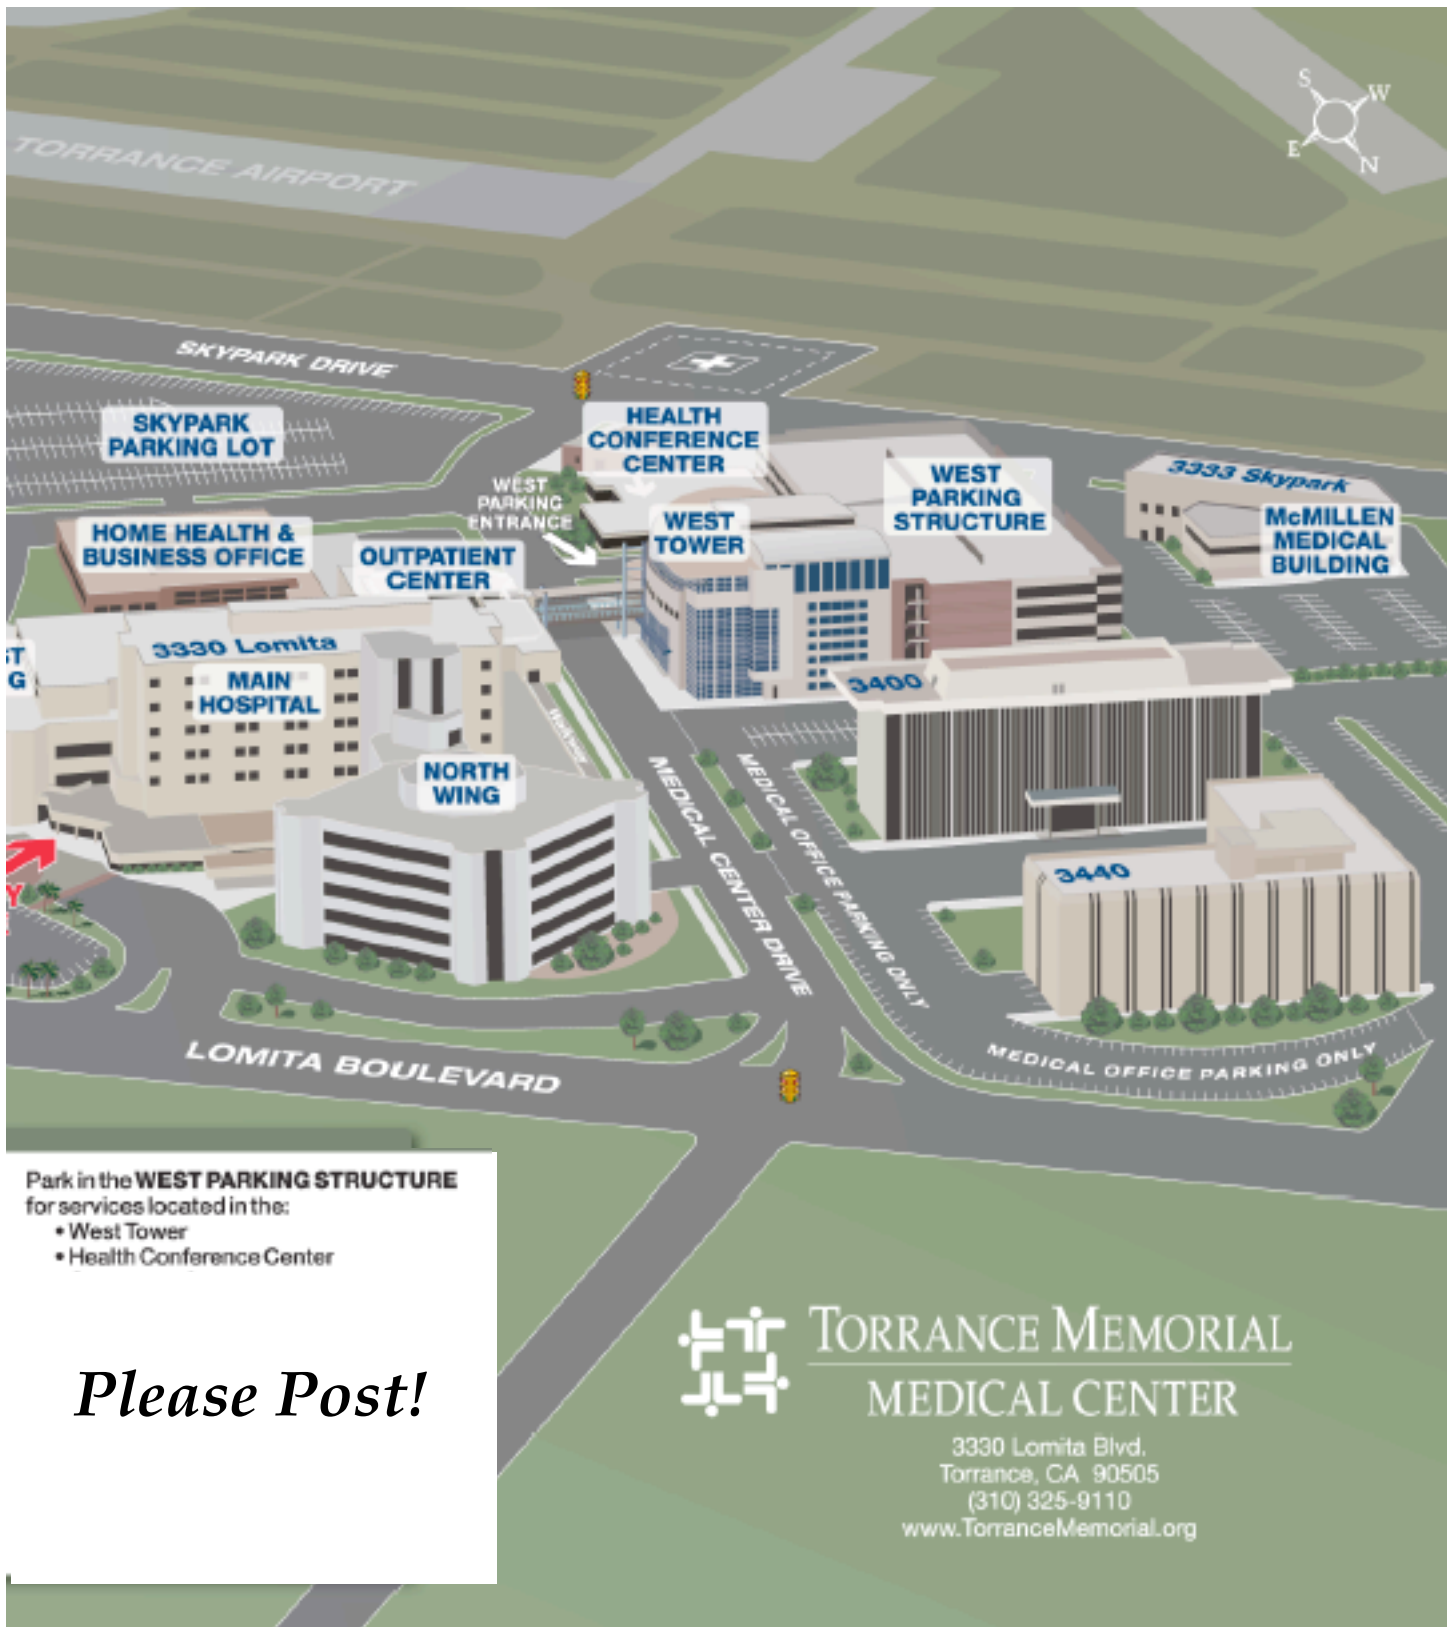 S
W
E
N
TORRANCE AIRPORT
SKYPARK DRIVE
SKYPARK
PARKING LOT
HEALTH
CONFERENCE
CENTER
WEST
PARKING
ENTRANCE
WEST
PARKING
STRUCTURE
3333 Skypark
McMILLEN
MEDICAL
BUILDING
WEST
TOWER
HOME HEALTH &
BUSINESS OFFICE
OUTPATIENT
CENTER
3330 Lomita
ST
G
MAIN
HOSPITAL
3400
Walkway
NORTH
WING
MEDICAL CENTER DRIVE
MEDICAL OFFICE PARKING ONLY
3440
Y
MEDICAL OFFICE PARKING ONLY
LOMITA BOULEVARD
Park in the WEST PARKING STRUCTURE
for services located in the:
• West Tower
• Health Conference Center
Please Post!
TORRANCE MEMORIAL
MEDICAL CENTER
3330 Lomita Blvd.
Torrance, CA 90505
(310) 325-9110
www.TorranceMemorial.org